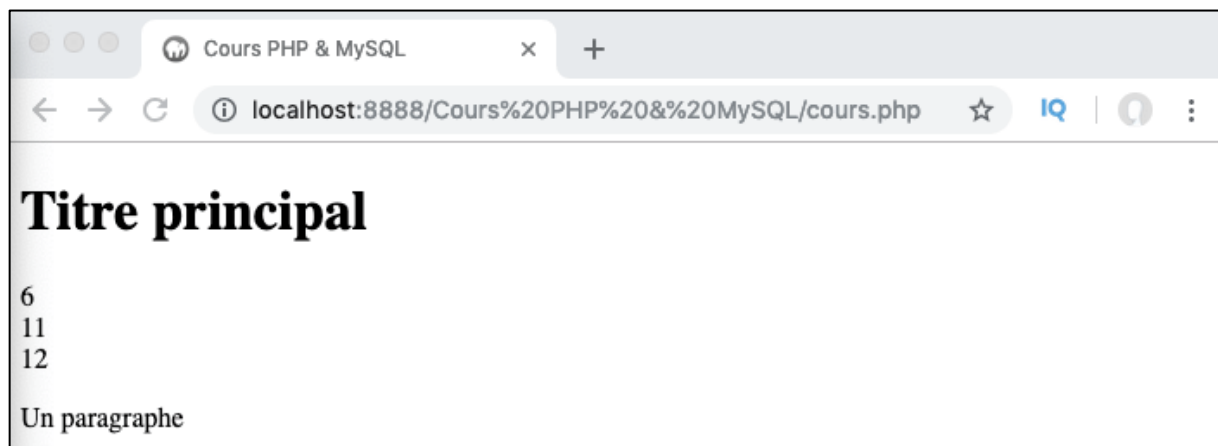 Cours PHP & MySQL
localhost:8888/Cours%20PHP%20&%20MySQL/cours.php
IQ
Titre principal
6
11
12
Un paragraphe